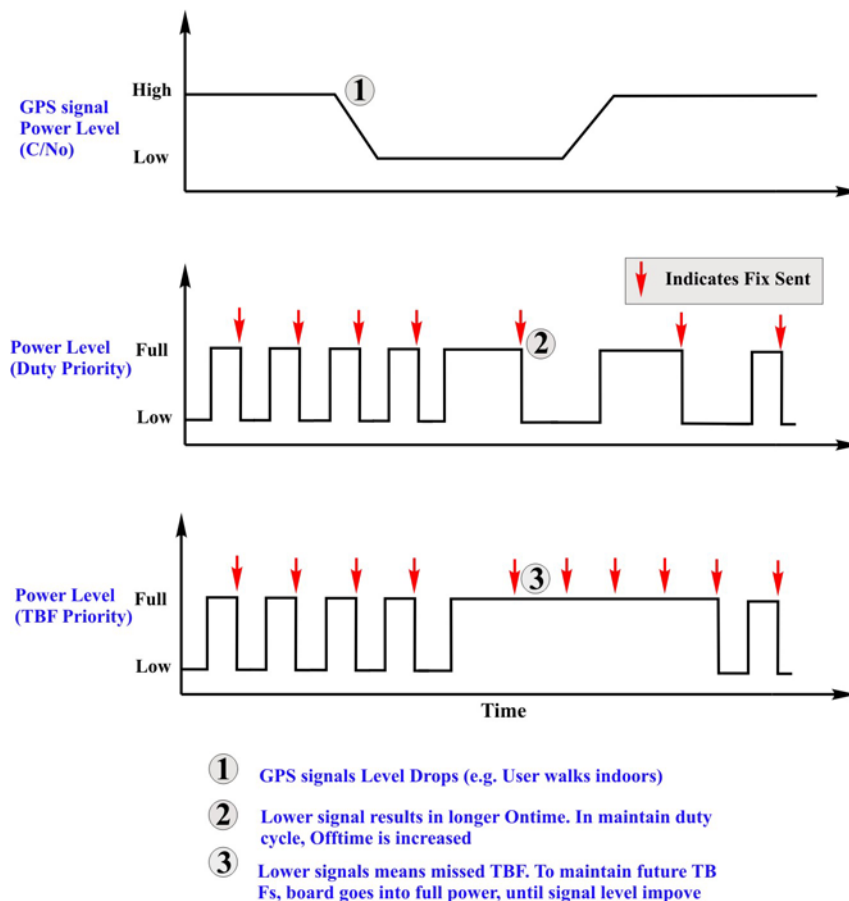 GPS signal
Power Level
(C/No)
High
Low
1
Indicates Fix Sent
Power Level
(Duty Priority)
Full
Low
2
Power Level
(TBF Priority)
Full
Low
3
Time
1 GPS signals Level Drops (e.g. User walks indoors)
2 Lower signal results in longer Ontime. In maintain duty
cycle, Offtime is increased
3 Lower signals means missed TBF. To maintain future TB
Fs, board goes into full power, until signal level impove